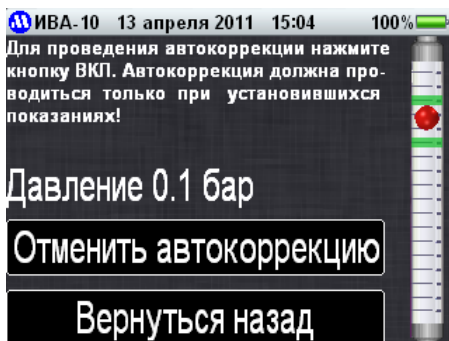 ИВА-10 13 апреля 2011 15:04 100%
Для проведения автокоррекции нажмите
кнопку ВКП. Автокоррекция должна про-
водиться только при установившихся
показаниях!
Давление 0.1 бар
Отменить автокоррекцию
Вернуться назад